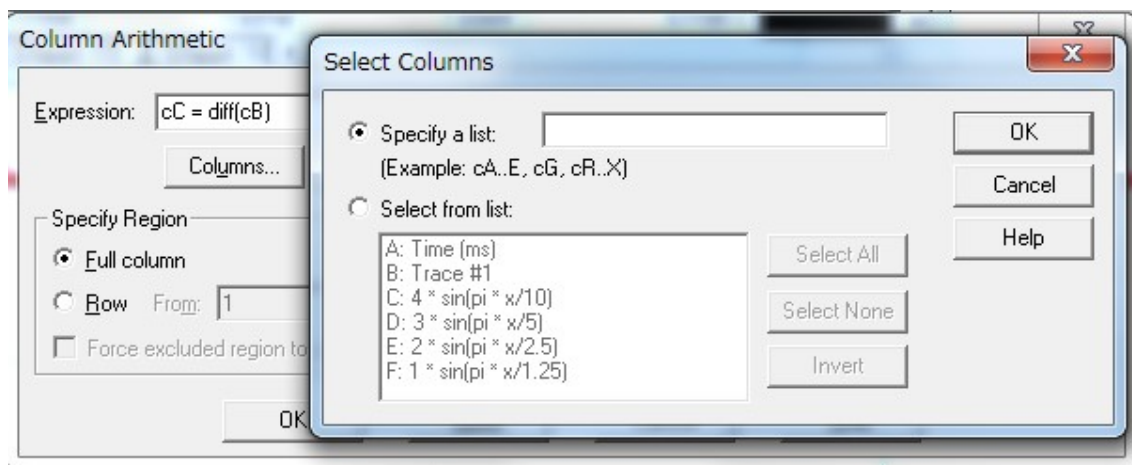 Column Arithmetic
Expression: cC = diff(cB)
Columns...
Specify Region
Full column
Row From: 1
Force excluded region to
OK
Select Columns
Specify a list:
(Example: cA..E, cG, cR..X)
Select from list:
A: Time (ms)
B: Trace #1
C: 4 * sin(pi * x/10)
D: 3 * sin(pi * x/5)
E: 2 * sin(pi * x/2.5)
F: 1 * sin(pi * x/1.25)
Select All
Select None
Invert
OK
Cancel
Help